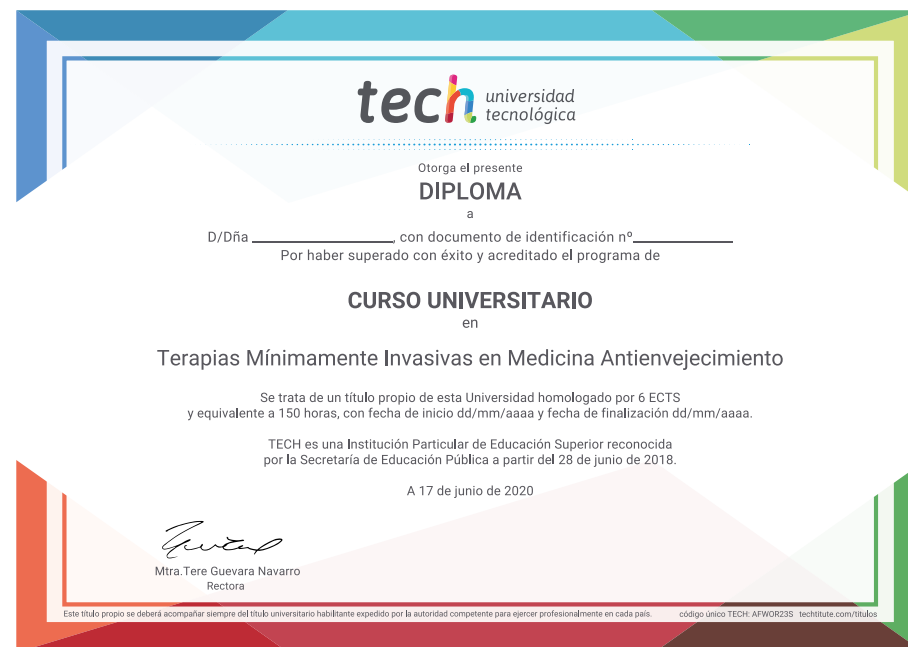 tech universidad
tecnológica
Otorga el presente
DIPLOMA
a
D/Dña ____________________, con documento de identificación nº______________
Por haber superado con éxito y acreditado el programa de
CURSO UNIVERSITARIO
en
Terapias Mínimamente Invasivas en Medicina Antienvejecimiento
Se trata de un título propio de esta Universidad homologado por 6 ECTS
y equivalente a 150 horas, con fecha de inicio dd/mm/aaaa y fecha de finalización dd/mm/aaaa.
TECH es una Institución Particular de Educación Superior reconocida
por la Secretaría de Educación Pública a partir del 28 de junio de 2018.
A 17 de junio de 2020
Mtra.Tere Guevara Navarro
Rectora
Este título propio se deberá acompañar siempre del título universitario habilitante expedido por la autoridad competente para ejercer profesionalmente en cada país. código único TECH: AFWOR23S techtitute.com/títulos